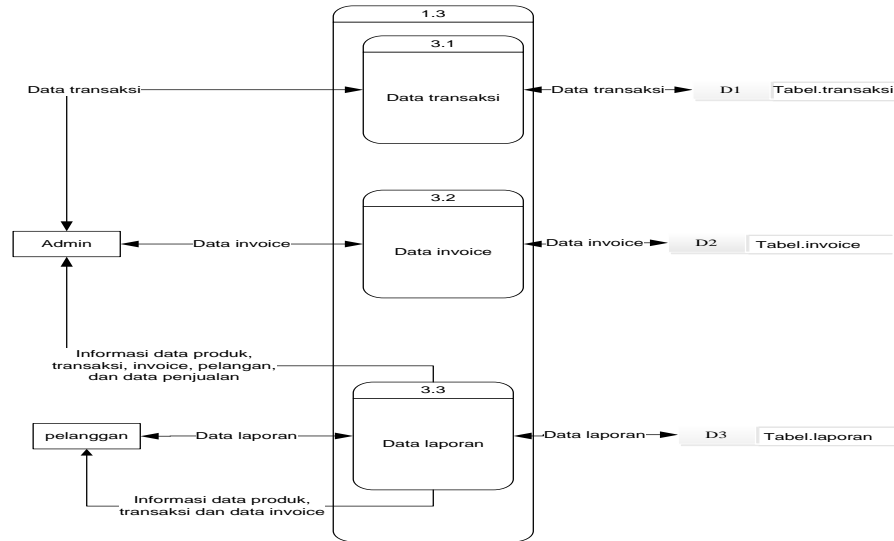 1.3
3.1
Data transaksi
Data transaksi
Data transaksi
D1
Tabel.transaksi
3.2
Admin
Data invoice
Data invoice
Data invoice
D2
Tabel.invoice
Informasi data produk,
transaksi, invoice, pelangan,
dan data penjualan
3.3
pelanggan
Data laporan
Data laporan
Data laporan
D3
Tabel.laporan
Informasi data produk,
transaksi dan data invoice